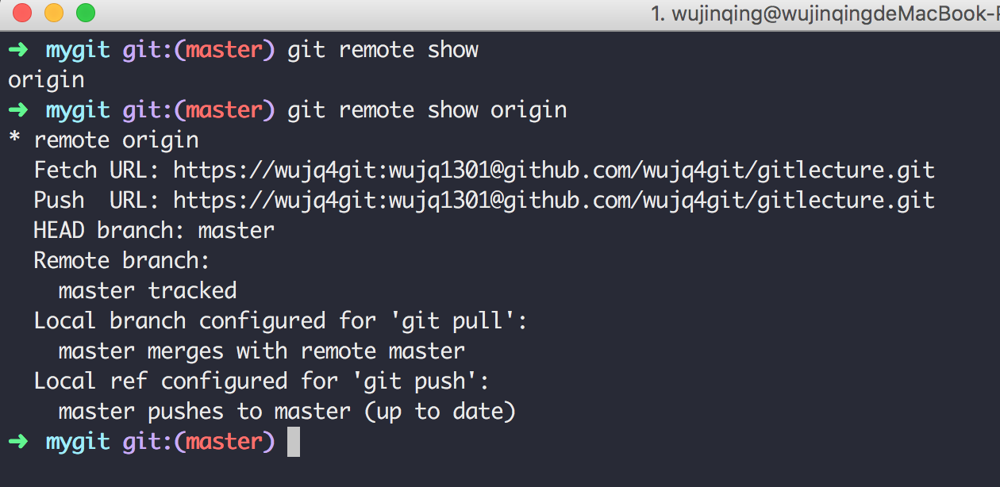 1. wujinqing@wujinqingdeMacBook-
➜ mygit git:(master) git remote show
origin
➜ mygit git:(master) git remote show origin
* remote origin
  Fetch URL: https://wujq4git:wujq1301@github.com/wujq4git/gitlecture.git
  Push  URL: https://wujq4git:wujq1301@github.com/wujq4git/gitlecture.git
  HEAD branch: master
  Remote branch:
    master tracked
  Local branch configured for 'git pull':
    master merges with remote master
  Local ref configured for 'git push':
    master pushes to master (up to date)
➜ mygit git:(master)